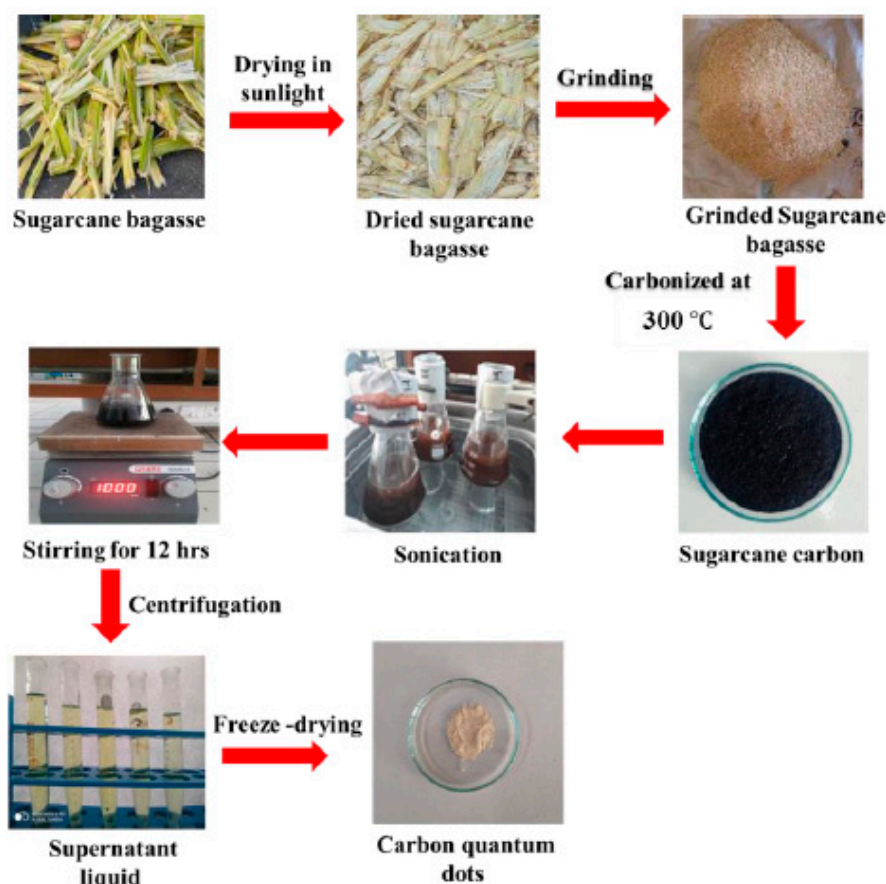 Drying in
sunlight
Grinding
Sugarcane bagasse
Dried sugarcane
bagasse
Grinded Sugarcane
bagasse
Carbonized at
300 °C
1000
Stirring for 12 hrs
Sonication
Sugarcane carbon
Centrifugation
Freeze -drying
Supernatant
liquid
Carbon quantum
dots